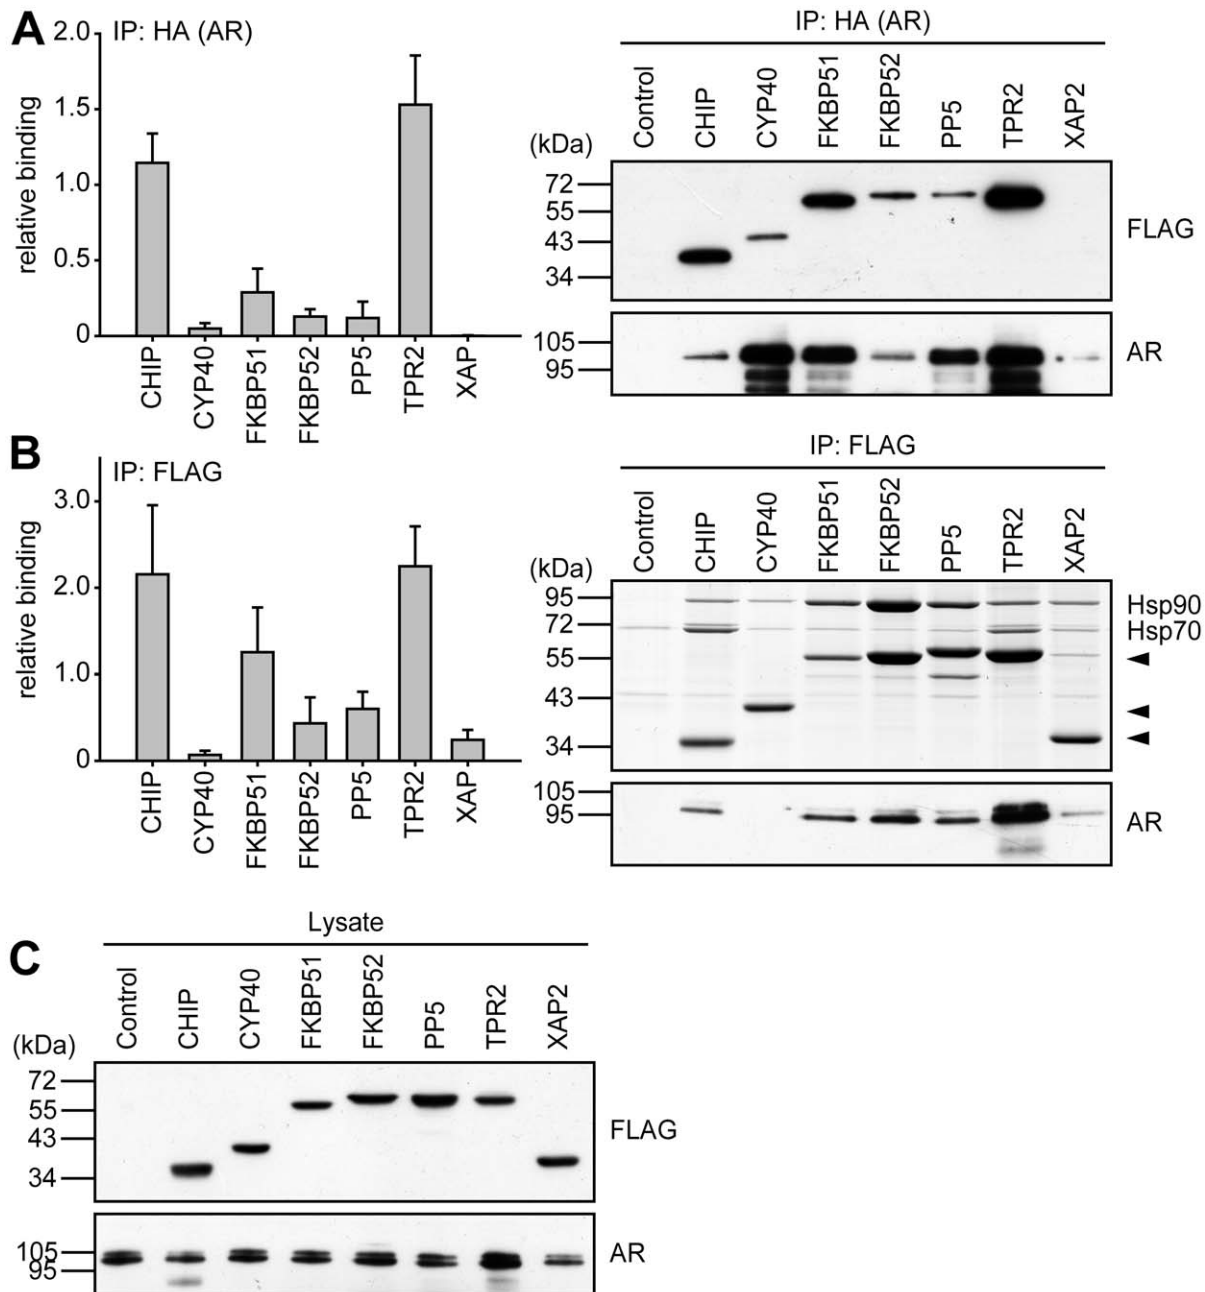 A
IP: HA (AR)
relative binding
2.0
1.5
1.0
0.5
0
CHIP
CYP40
FKBP51
FKBP52
PP5
TPR2
XAP
IP: HA (AR)
Control
CHIP
CYP40
FKBP51
FKBP52
PP5
TPR2
XAP2
(kDa)
72
55
43
34
FLAG
105
95
AR
B
IP: FLAG
relative binding
3.0
2.0
1.0
0
CHIP
CYP40
FKBP51
FKBP52
PP5
TPR2
XAP
IP: FLAG
Control
CHIP
CYP40
FKBP51
FKBP52
PP5
TPR2
XAP2
(kDa)
95
72
55
43
34
Hsp90
Hsp70
105
95
AR
C
Lysate
Control
CHIP
CYP40
FKBP51
FKBP52
PP5
TPR2
XAP2
(kDa)
72
55
43
34
FLAG
105
95
AR